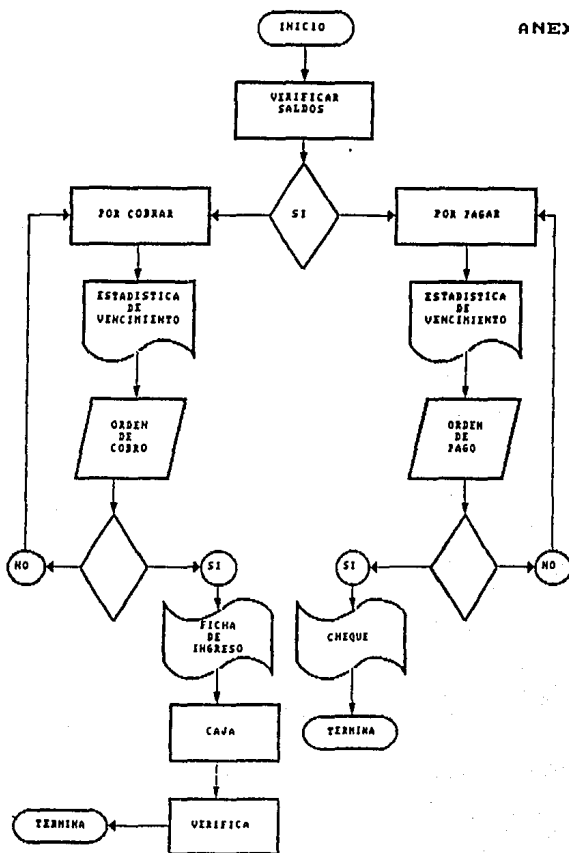 INICIO
ANEX
VERIFICAR
SALDOS
POR COBRAR
SI
POR PAGAR
ESTADISTICA
DE
VENCIMIENTO
ESTADISTICA
DE
VENCIMIENTO
ORDEN
DE
COBRO
ORDEN
DE
PAGO
NO
SI
SI
NO
FICHA
DE
INGRESO
CHEQUE
CAJA
TERMINA
TERMINA
VERIFICA